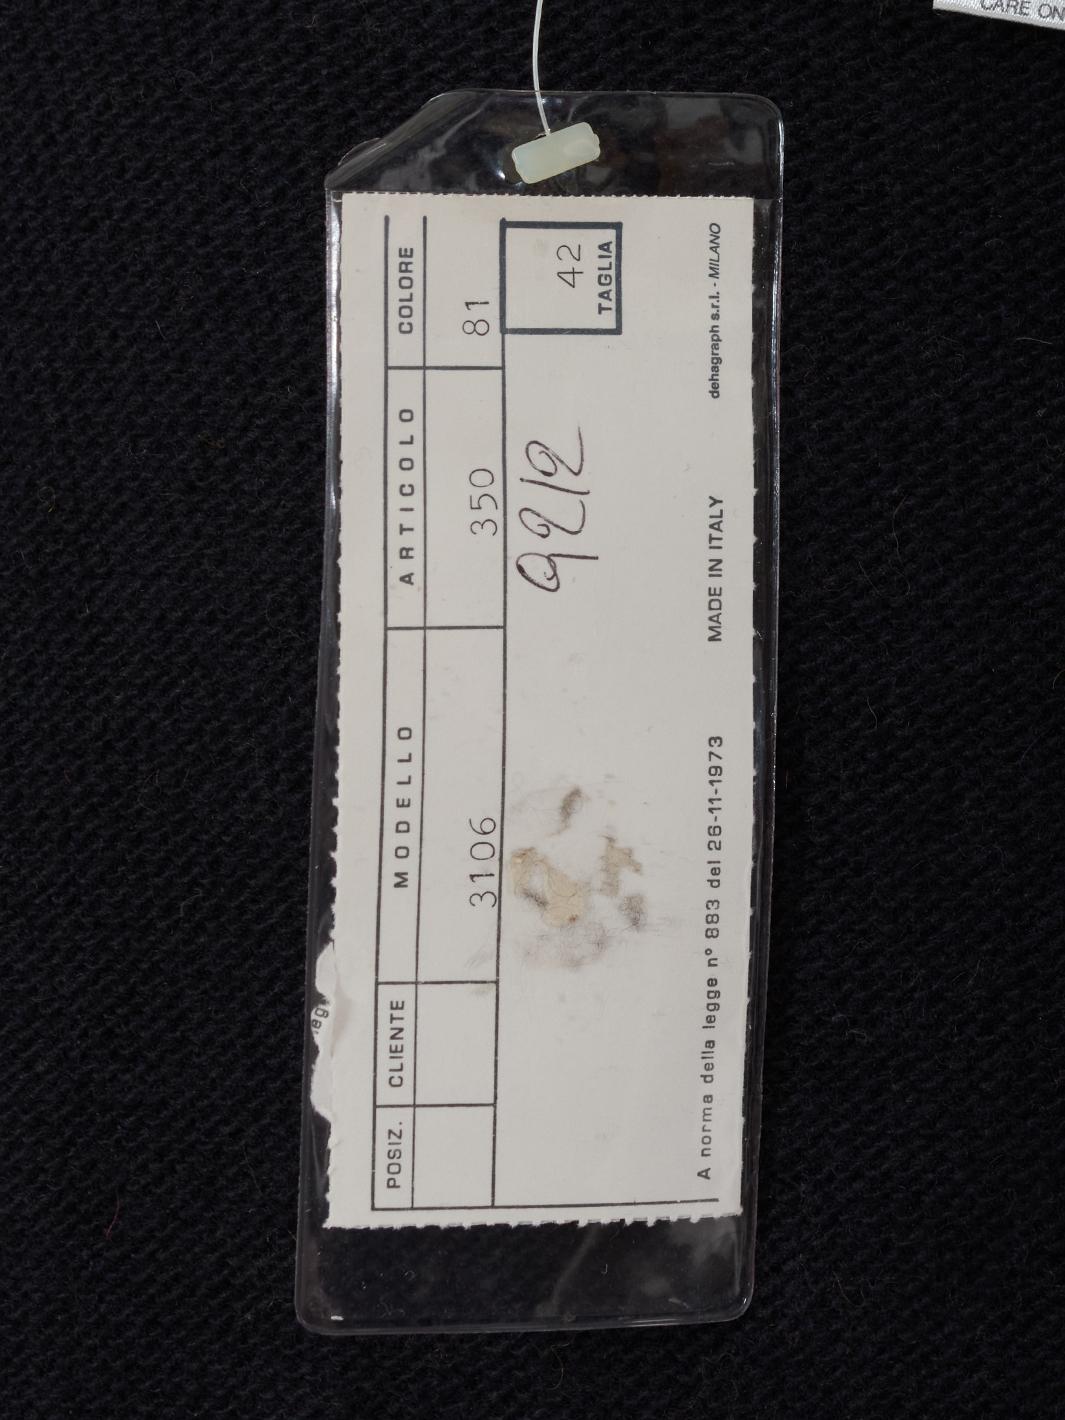 POSIZ. CLIENTE MODELLO ARTICOLO COLORE
3106 350 81
9212
42
TAGLIA
A norma della legge n° 883 del 26-11-1973 MADE IN ITALY dehagraph s.r.l. - MILANO
CARE ON